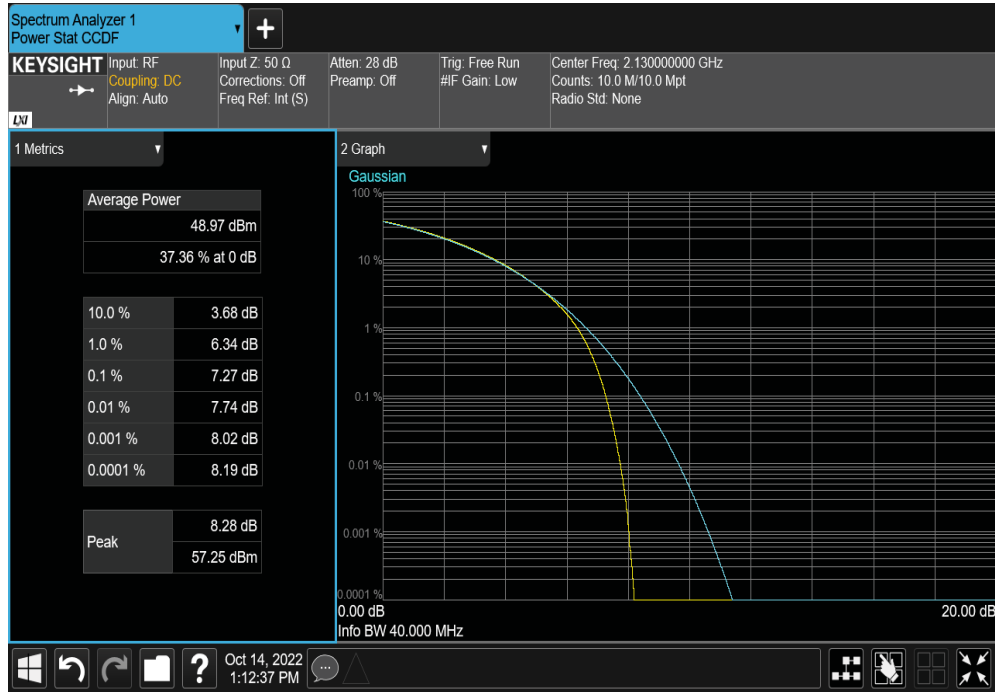 Spectrum Analyzer 1
Power Stat CCDF
KEYSIGHT
LXI
Input: RF
Coupling: DC
Align: Auto
Input Z: 50 Ω
Corrections: Off
Freq Ref: Int (S)
Atten: 28 dB
Preamp: Off
Trig: Free Run
#IF Gain: Low
Center Freq: 2.130000000 GHz
Counts: 10.0 M/10.0 Mpt
Radio Std: None
1 Metrics
Average Power
48.97 dBm
37.36 % at 0 dB
10.0 % 3.68 dB
1.0 % 6.34 dB
0.1 % 7.27 dB
0.01 % 7.74 dB
0.001 % 8.02 dB
0.0001 % 8.19 dB
Peak
8.28 dB
57.25 dBm
2 Graph
Gaussian
100 %
10 %
1 %
0.1 %
0.01 %
0.001 %
0.0001 %
0.00 dB 20.00 dB
Info BW 40.000 MHz
?
Oct 14, 2022
1:12:37 PM